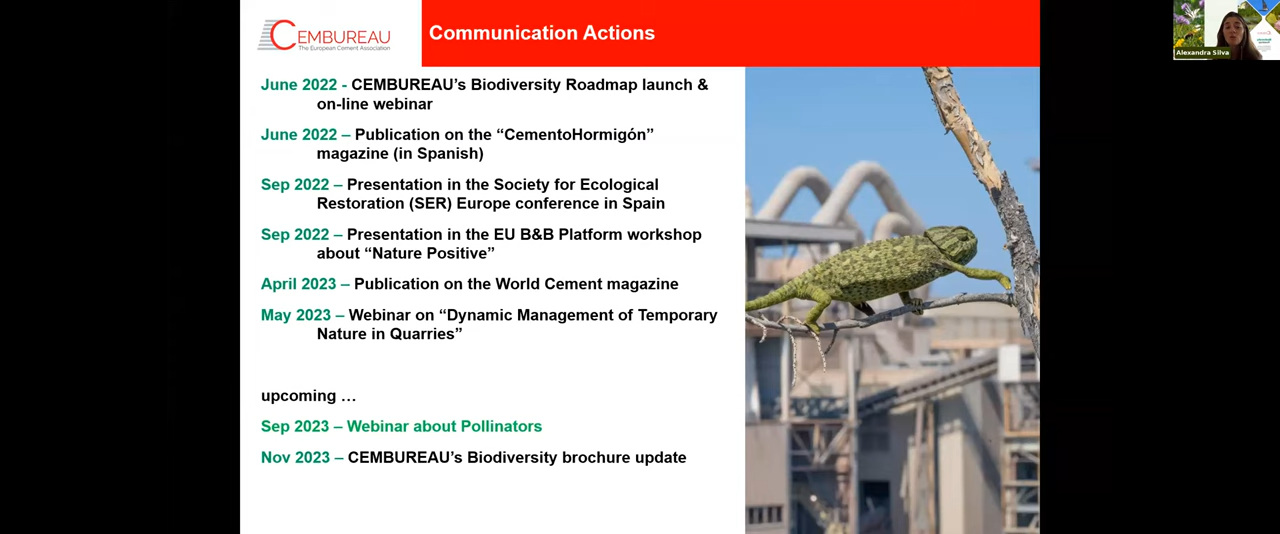 CEMBUREAU
The European Cement Association
Communication Actions
June 2022 - CEMBUREAU’s Biodiversity Roadmap launch &
on-line webinar
June 2022 – Publication on the “CementoHormigón”
magazine (in Spanish)
Sep 2022 – Presentation in the Society for Ecological
Restoration (SER) Europe conference in Spain
Sep 2022 – Presentation in the EU B&B Platform workshop
about “Nature Positive”
April 2023 – Publication on the World Cement magazine
May 2023 – Webinar on “Dynamic Management of Temporary
Nature in Quarries”
upcoming …
Sep 2023 – Webinar about Pollinators
Nov 2023 – CEMBUREAU’s Biodiversity brochure update
Alexandra Silva